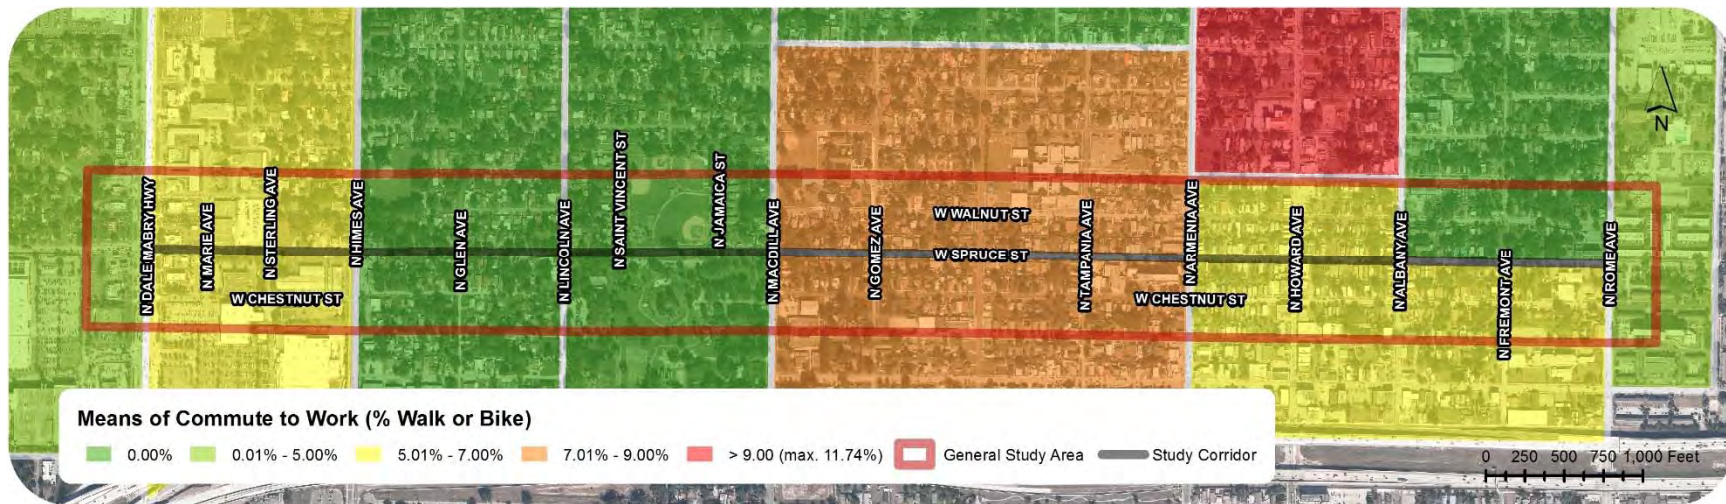 N
N DALE MABRY HWY
N MARIE AVE
N STERLING AVE
N HIMES AVE
N GLEN AVE
N LINCOLN AVE
N SAINT VINCENT ST
N JAMAICA ST
N MACDILL AVE
N GOMEZ AVE
W WALNUT ST
W SPRUCE ST
N TAMPANIA AVE
N ARMENIA AVE
N HOWARD AVE
N ALBANY AVE
N FREMONT AVE
N ROME AVE
W CHESTNUT ST
W CHESTNUT ST
Means of Commute to Work (% Walk or Bike)
0.00% 0.01% - 5.00% 5.01% - 7.00% 7.01% - 9.00% > 9.00 (max. 11.74%) General Study Area Study Corridor
0 250 500 750 1,000 Feet